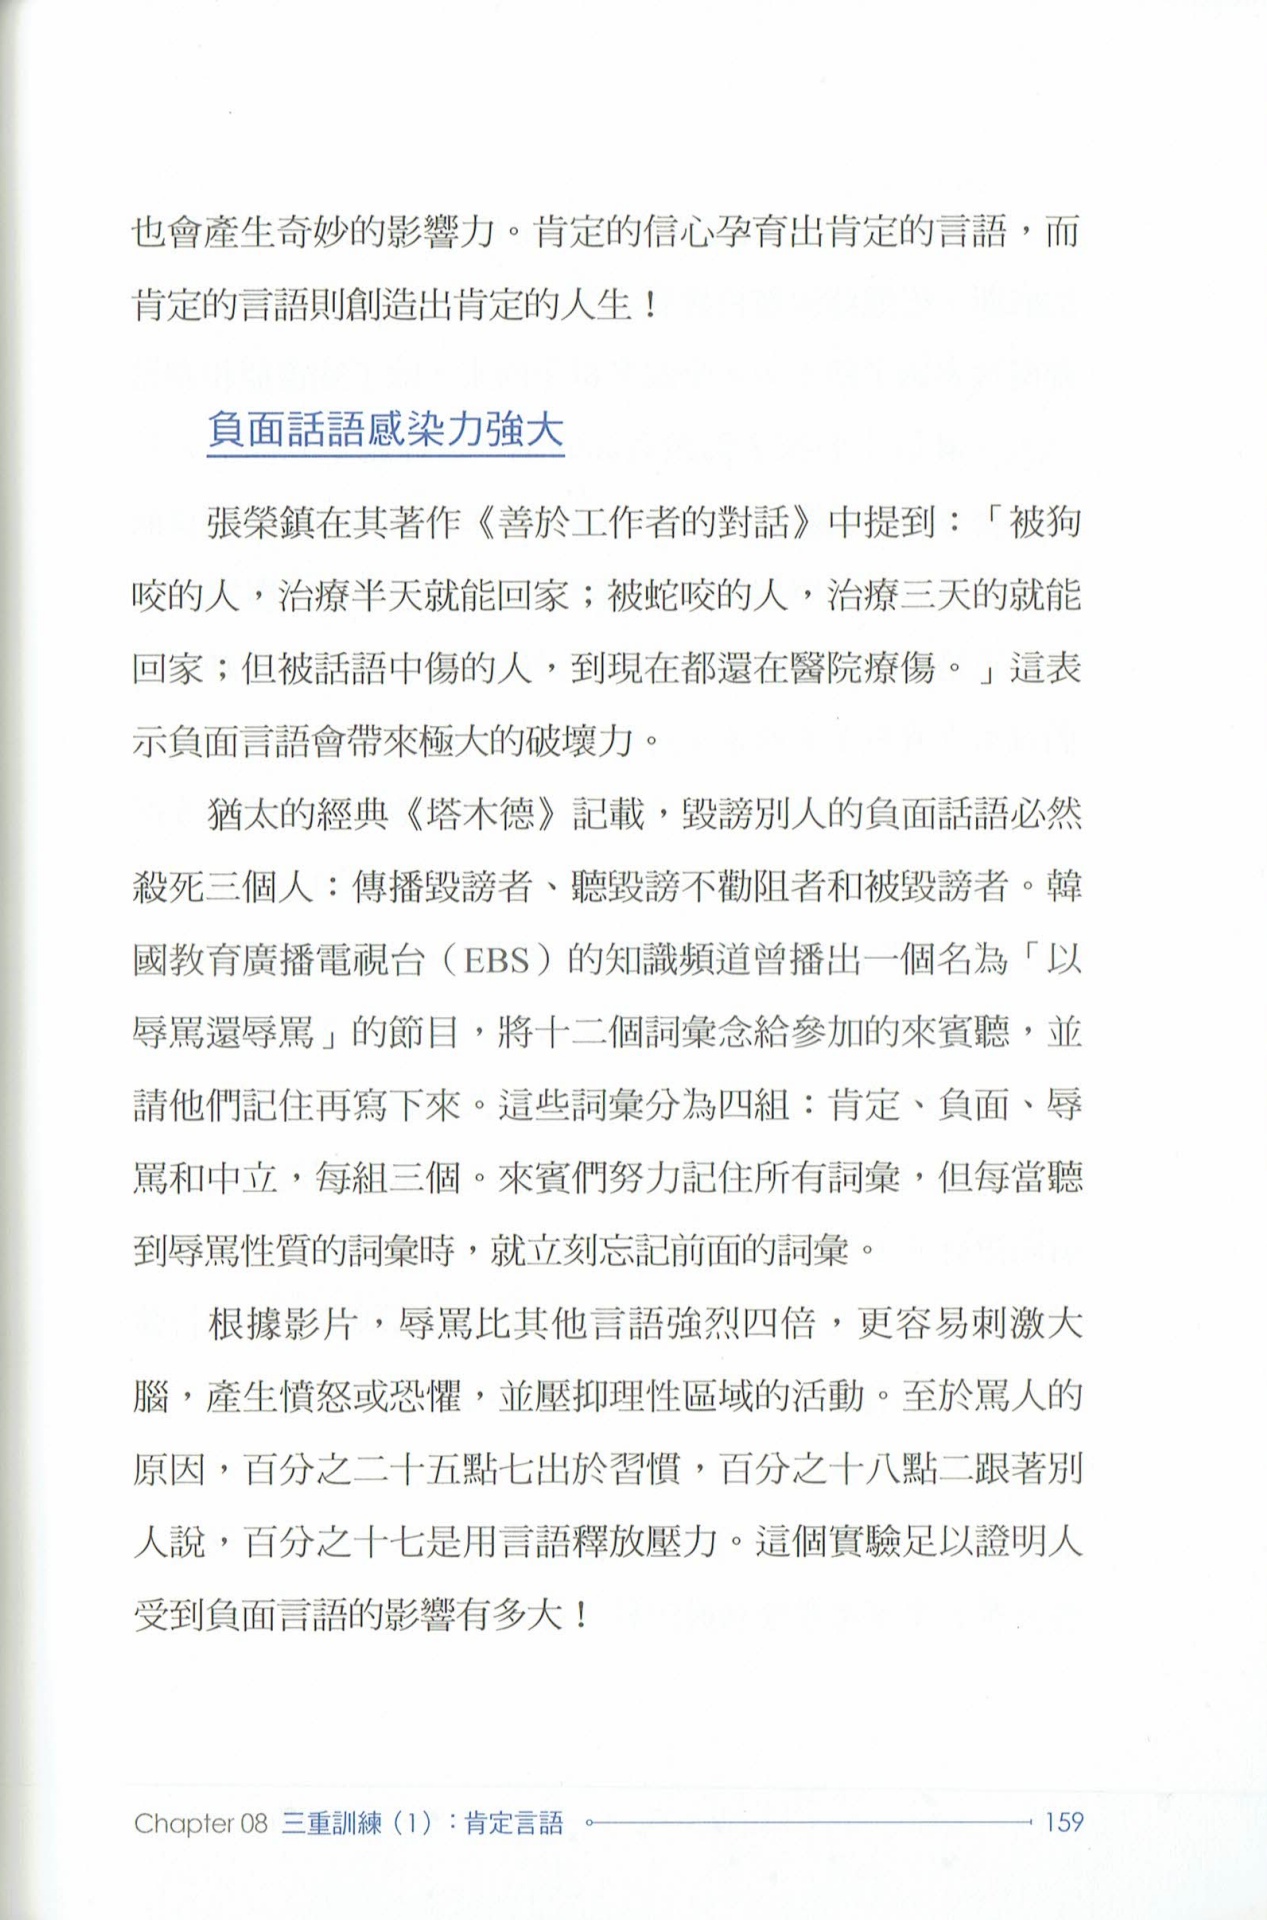 也會產生奇妙的影響力。肯定的信心孕育出肯定的言語，而
肯定的言語則創造出肯定的人生！
負面話語感染力強大
張榮鎮在其著作《善於工作者的對話》中提到：「被狗
咬的人，治療半天就能回家；被蛇咬的人，治療三天的就能
回家；但被話語中傷的人，到現在都還在醫院療傷。」這表
示負面言語會帶來極大的破壞力。
猶太的經典《塔木德》記載，毀謗別人的負面話語必然
殺死三個人：傳播毀謗者、聽毀謗不勸阻者和被毀謗者。韓
國教育廣播電視台（EBS）的知識頻道曾播出一個名為「以
辱罵還辱罵」的節目，將十二個詞彙念給參加的來賓聽，並
請他們記住再寫下來。這些詞彙分為四組：肯定、負面、辱
罵和中立，每組三個。來賓們努力記住所有詞彙，但每當聽
到辱罵性質的詞彙時，就立刻忘記前面的詞彙。
根據影片，辱罵比其他言語強烈四倍，更容易刺激大
腦，產生憤怒或恐懼，並壓抑理性區域的活動。至於罵人的
原因，百分之二十五點七出於習慣，百分之十八點二跟著別
人說，百分之十七是用言語釋放壓力。這個實驗足以證明人
受到負面言語的影響有多大！
Chapter 08 三重訓練（1）：肯定言語 159